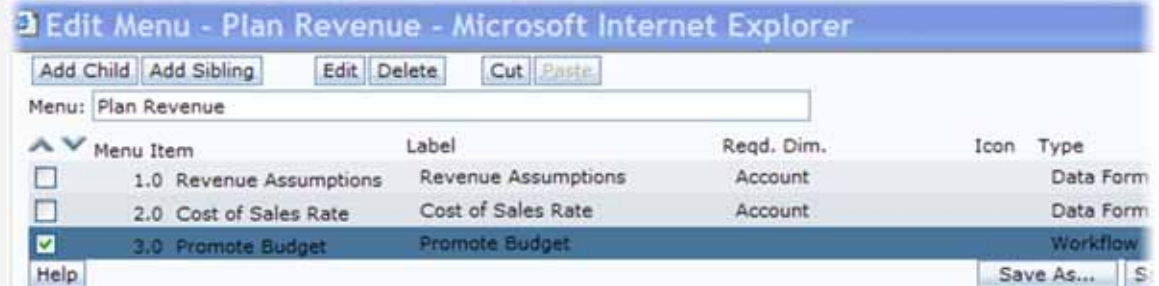 Edit Menu - Plan Revenue - Microsoft Internet Explorer
Add Child Add Sibling Edit Delete Cut Paste
Menu: Plan Revenue
Menu Item Label Reqd. Dim. Icon Type
1.0 Revenue Assumptions Revenue Assumptions Account Data Form
2.0 Cost of Sales Rate Cost of Sales Rate Account Data Form
3.0 Promote Budget Promote Budget Workflow
Help Save As...